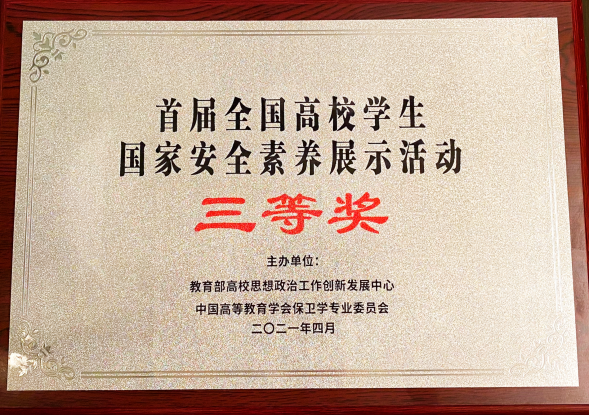 首届全国高校学生
国家安全素养展示活动
三等奖
主办单位：
教育部高校思想政治工作创新发展中心
中国高等教育学会保卫学专业委员会
二〇二一年四月